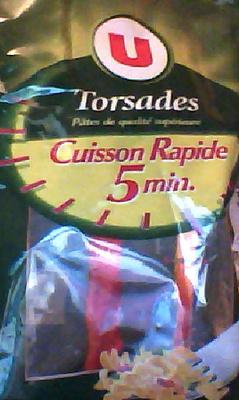 U
Torsades
Pâtes de qualité supérieure
Cuisson Rapide
5 min.